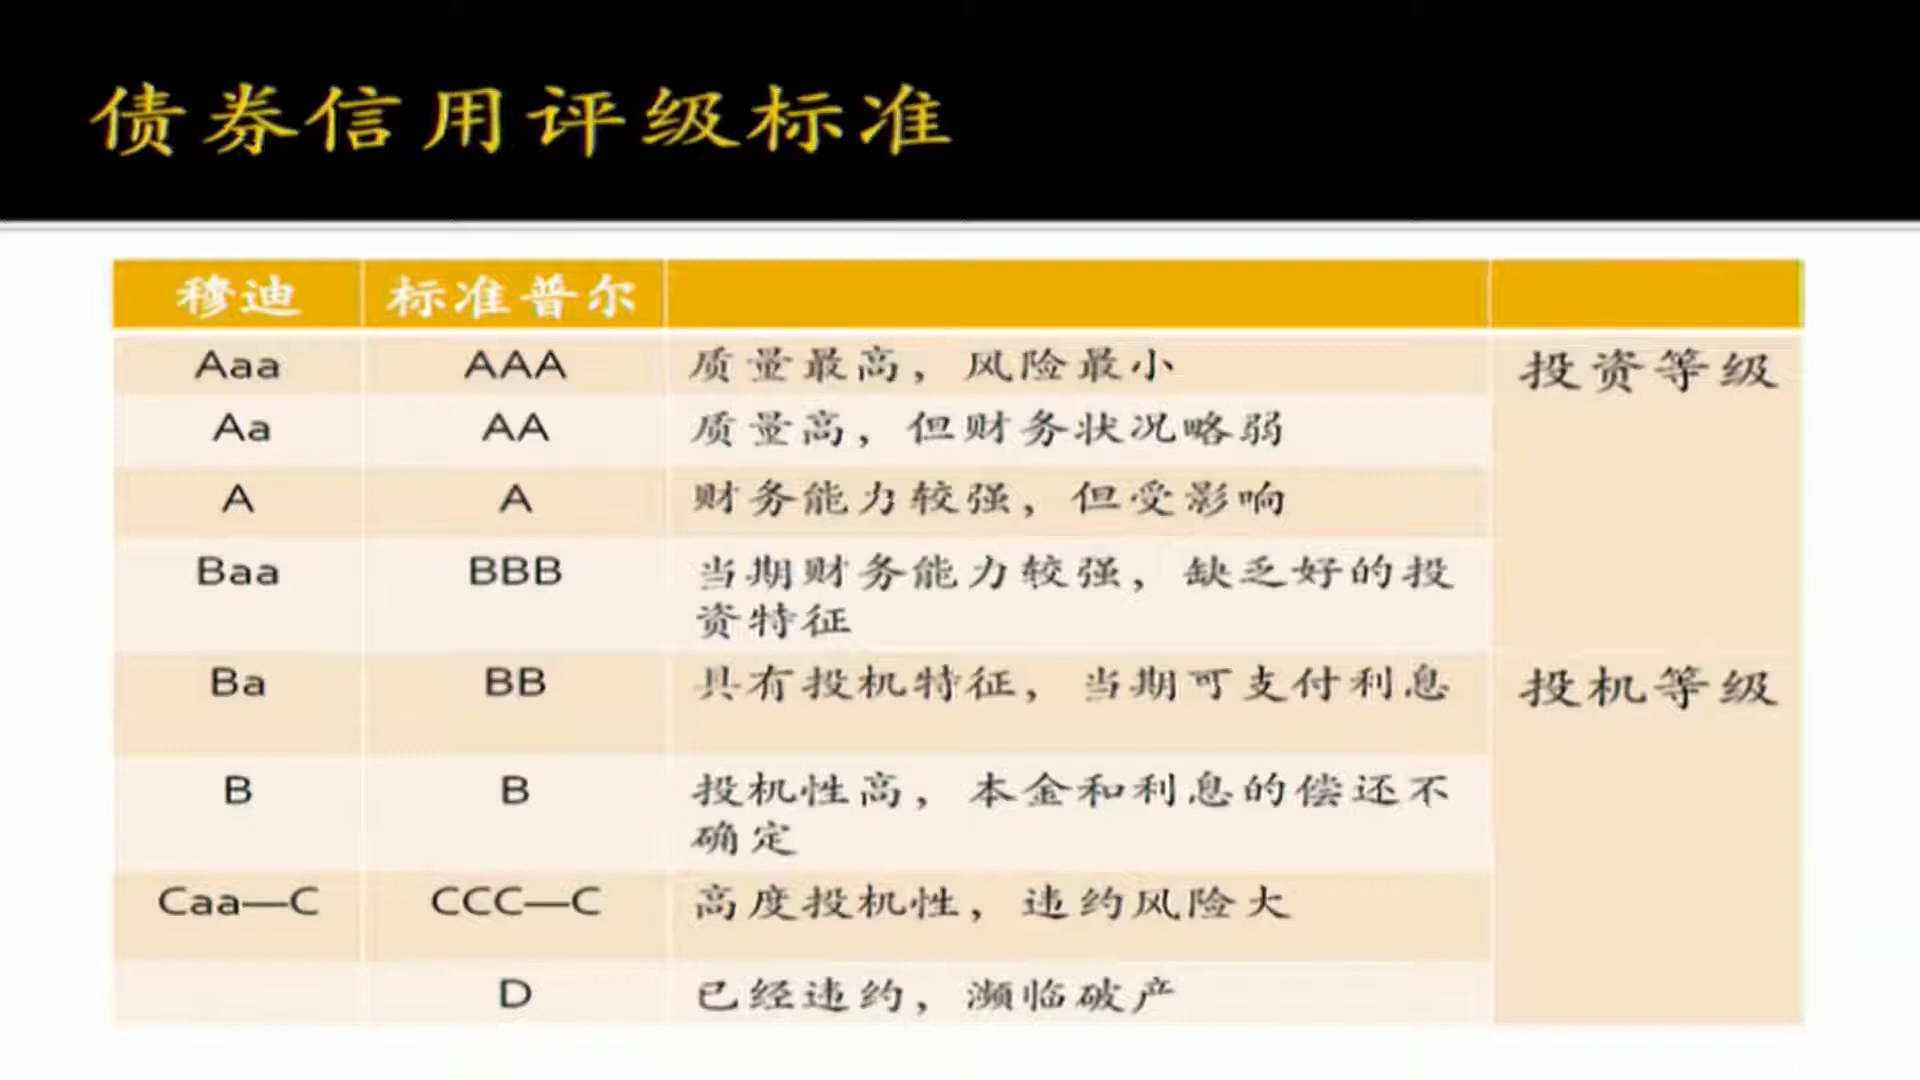 债券信用评级标准
穆迪 标准普尔
Aaa AAA 质量最高，风险最小 投资等级
Aa AA 质量高，但财务状况略弱
A A 财务能力较强，但受影响
Baa BBB 当期财务能力较强，缺乏好的投
资特征
Ba BB 具有投机特征，当期可支付利息 投机等级
B B 投机性高，本金和利息的偿还不
确定
Caa—C CCC—C 高度投机性，违约风险大
D 已经违约，濒临破产